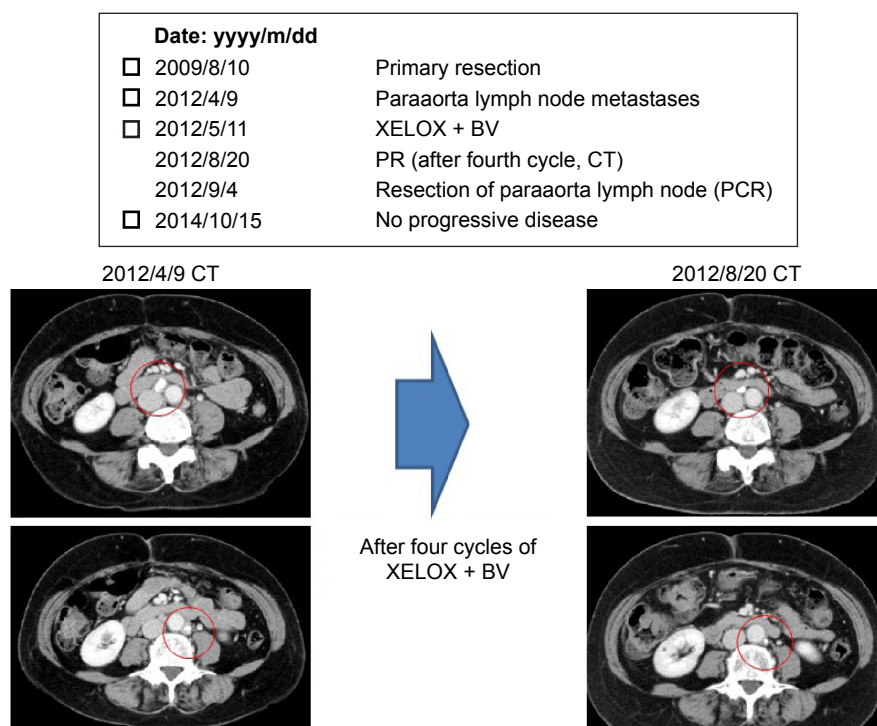 Date: yyyy/m/dd
☐ 2009/8/10 Primary resection
☐ 2012/4/9 Paraaorta lymph node metastases
☐ 2012/5/11 XELOX + BV
2012/8/20 PR (after fourth cycle, CT)
2012/9/4 Resection of paraaorta lymph node (PCR)
☐ 2014/10/15 No progressive disease
2012/4/9 CT
2012/8/20 CT
After four cycles of
XELOX + BV